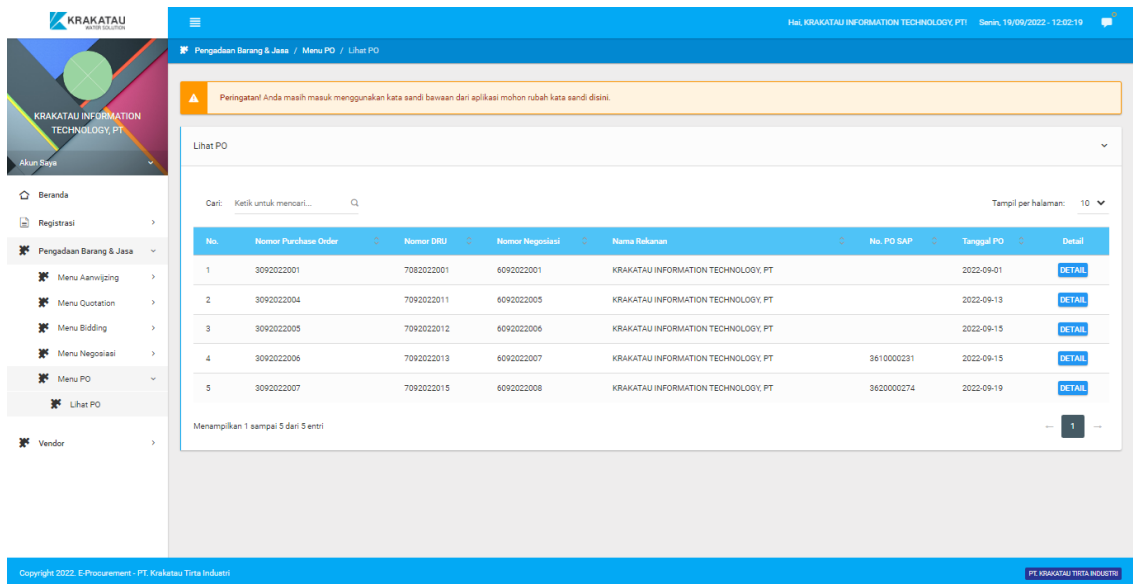 KRAKATAU
WATER SOLUTION
Hai, KRAKATAU INFORMATION TECHNOLOGY, PT! Senin, 19/09/2022 - 12:02:19
KRAKATAU INFORMATION
TECHNOLOGY, PT
Akun Saya
Beranda
Registrasi
Pengadaan Barang & Jasa
Menu Aanwijzing
Menu Quotation
Menu Bidding
Menu Negosiasi
Menu PO
Lihat PO
Vendor
Pengadaan Barang & Jasa / Menu PO / Lihat PO
Peringatan! Anda masih masuk menggunakan kata sandi bawaan dari aplikasi mohon rubah kata sandi disini.
Lihat PO
Cari: Ketik untuk mencari... Tampil per halaman: 10
No. Nomor Purchase Order Nomor DRU Nomor Negosiasi Nama Rekanan No. PO SAP Tanggal PO Detail
1 3092022001 7082022001 6092022001 KRAKATAU INFORMATION TECHNOLOGY, PT 2022-09-01 DETAIL
2 3092022004 7092022011 6092022005 KRAKATAU INFORMATION TECHNOLOGY, PT 2022-09-13 DETAIL
3 3092022005 7092022012 6092022006 KRAKATAU INFORMATION TECHNOLOGY, PT 2022-09-15 DETAIL
4 3092022006 7092022013 6092022007 KRAKATAU INFORMATION TECHNOLOGY, PT 3610000231 2022-09-15 DETAIL
5 3092022007 7092022015 6092022008 KRAKATAU INFORMATION TECHNOLOGY, PT 3620000274 2022-09-19 DETAIL
Menampilkan 1 sampai 5 dari 5 entri ← 1 →
Copyright 2022. E-Procurement - PT. Krakatau Tirta Industri PT. KRAKATAU TIRTA INDUSTRI